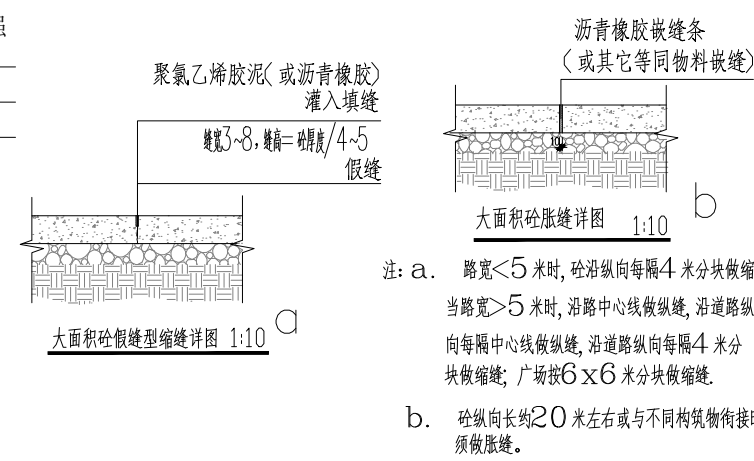 强
聚氯乙烯胶泥(或沥青橡胶)
灌入填缝
缝宽3~8,缝高=砼厚度/4~5
假缝
大面积砼假缝型缩缝详图 1:10
a
沥青橡胶嵌缝条
(或其它等同物料嵌缝)
10
大面积砼胀缝详图 1:10
b
注: a. 路宽<5米时,砼沿纵向每隔4米分块做缩
当路宽>5米时,沿路中心线做纵缝,沿道路纵
向每隔中心线做纵缝,沿道路纵向每隔4米分
块做缩缝; 广场按6x6米分块做缩缝.
b. 砼纵向长约20米左右或与不同构筑物衔接时
须做胀缝。